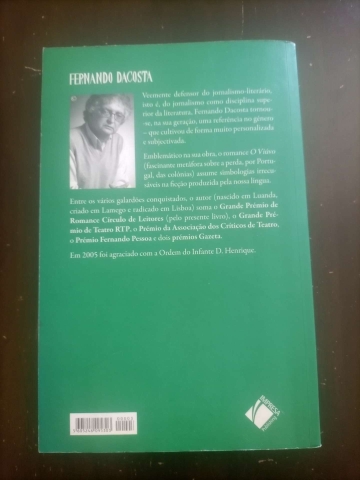 FERNANDO DACOSTA
Veemente defensor do jornalismo-literário,
isto é, do jornalismo como disciplina supe-
rior da literatura, Fernando Dacosta tornou-
-se, na sua geração, uma referência no género
– que cultivou de forma muito personalizada
e subjectivada.
Emblemático na sua obra, o romance O Viúvo
(fascinante metáfora sobre a perda, por Portu-
gal, das colónias) assume simbologias
na ficção produzida pela nossa língua.
Entre os vários galardões conquistados, o autor (nascido em Luanda,
criado em Lamego e radicado em Lisboa) soma o Grande Prémio de
Romance Círculo de Leitores (pelo presente livro), o Grande Pré-
mio de Teatro RTP, o Prémio da Associação dos Críticos de Teatro,
o Prémio Fernando Pessoa e dois prémios Gazeta.
Em 2005 foi agraciado com a Ordem do Infante D. Henrique.
IMPRESA